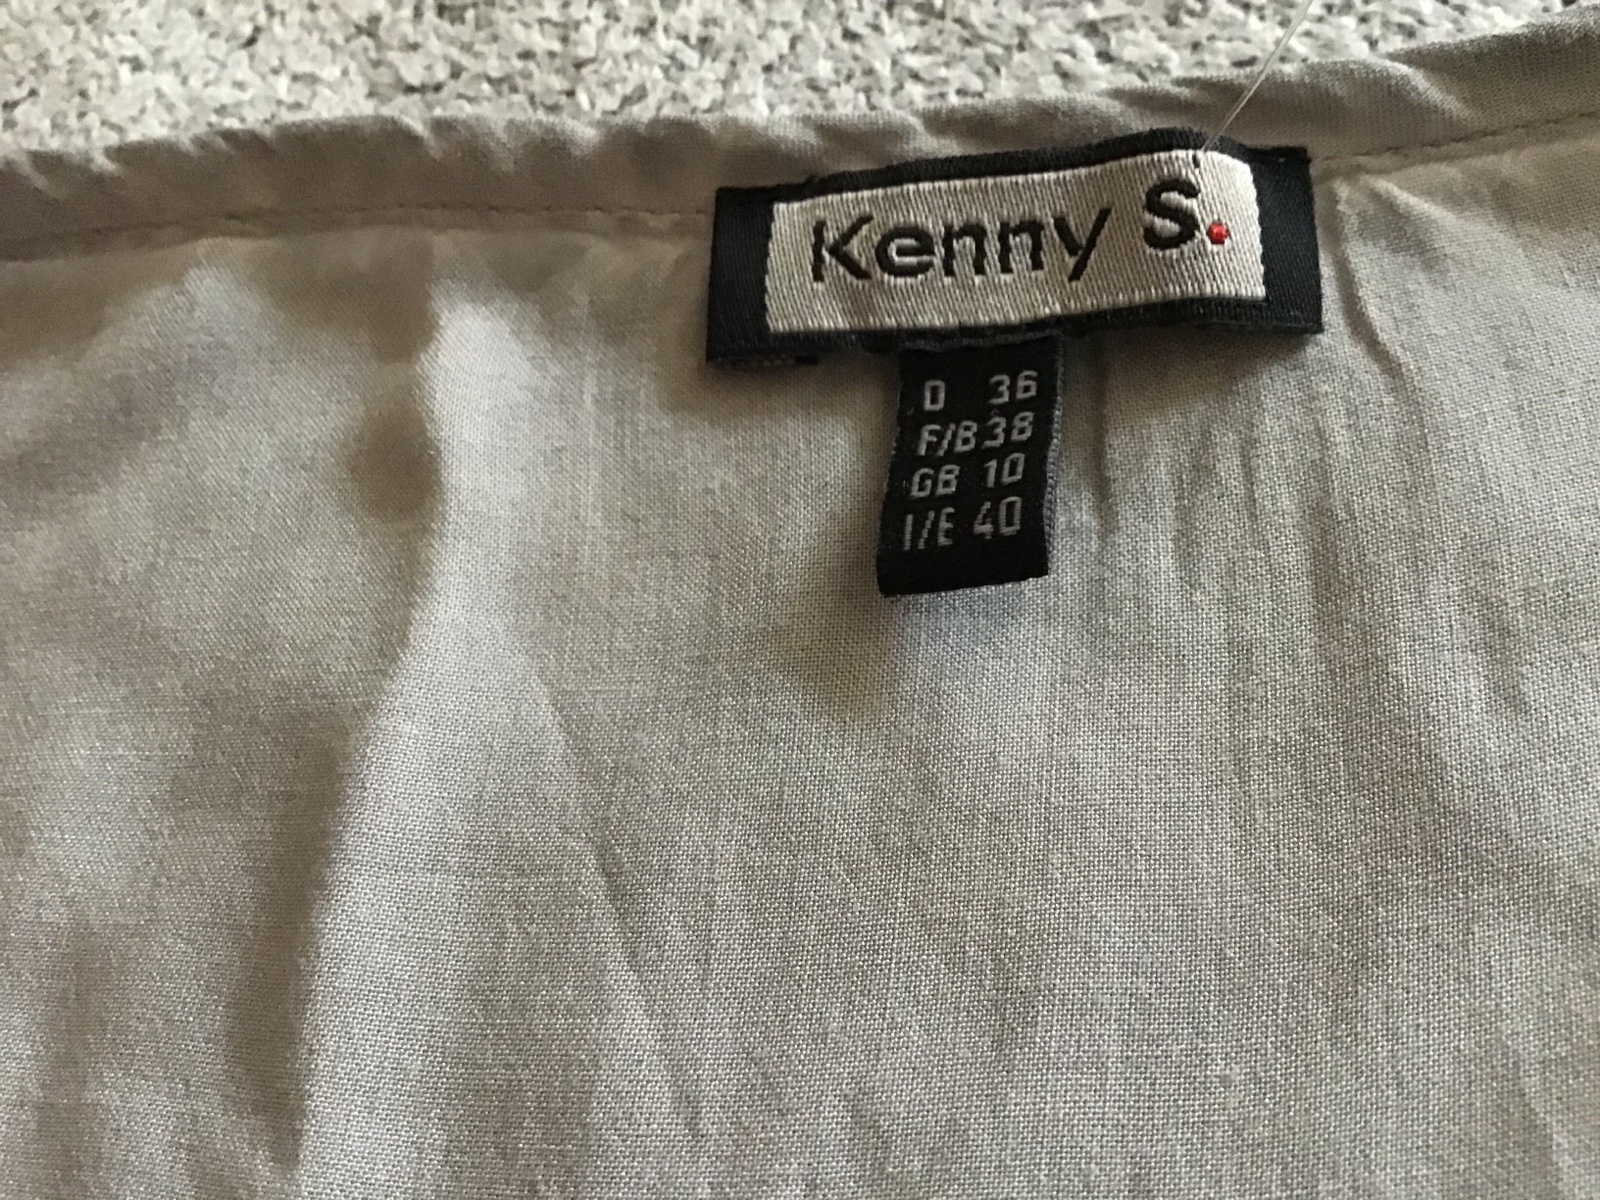 Kenny S.
D 36
F/B 38
GB 10
I/E 40